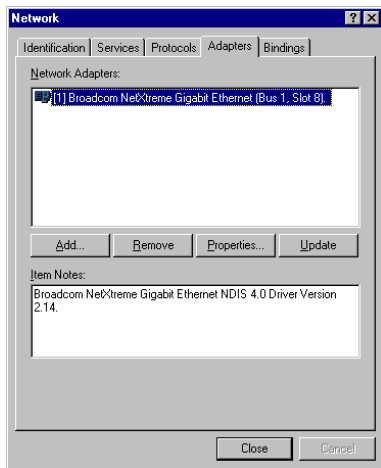 Network
Identification Services Protocols Adapters Bindings
Network Adapters:
[1] Broadcom NetXtreme Gigabit Ethernet (Bus 1, Slot 8).
Add... Remove Properties... Update
Item Notes:
Broadcom NetXtreme Gigabit Ethernet NDIS 4.0 Driver Version
2.14.
Close Cancel